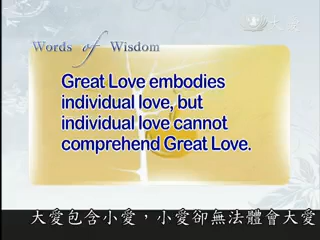 Words of Wisdom
Great Love embodies
individual love, but
individual love cannot
comprehend Great Love.
大愛包含小愛，小愛卻無法體會大愛